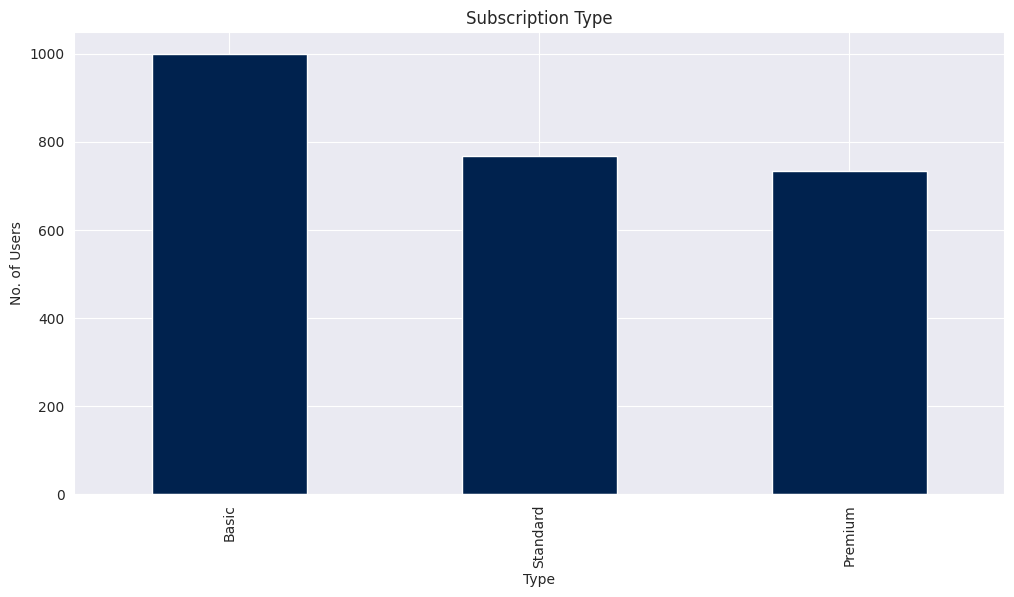 Subscription Type
No. of Users
1000
800
600
400
200
0
Basic
Standard
Premium
Type